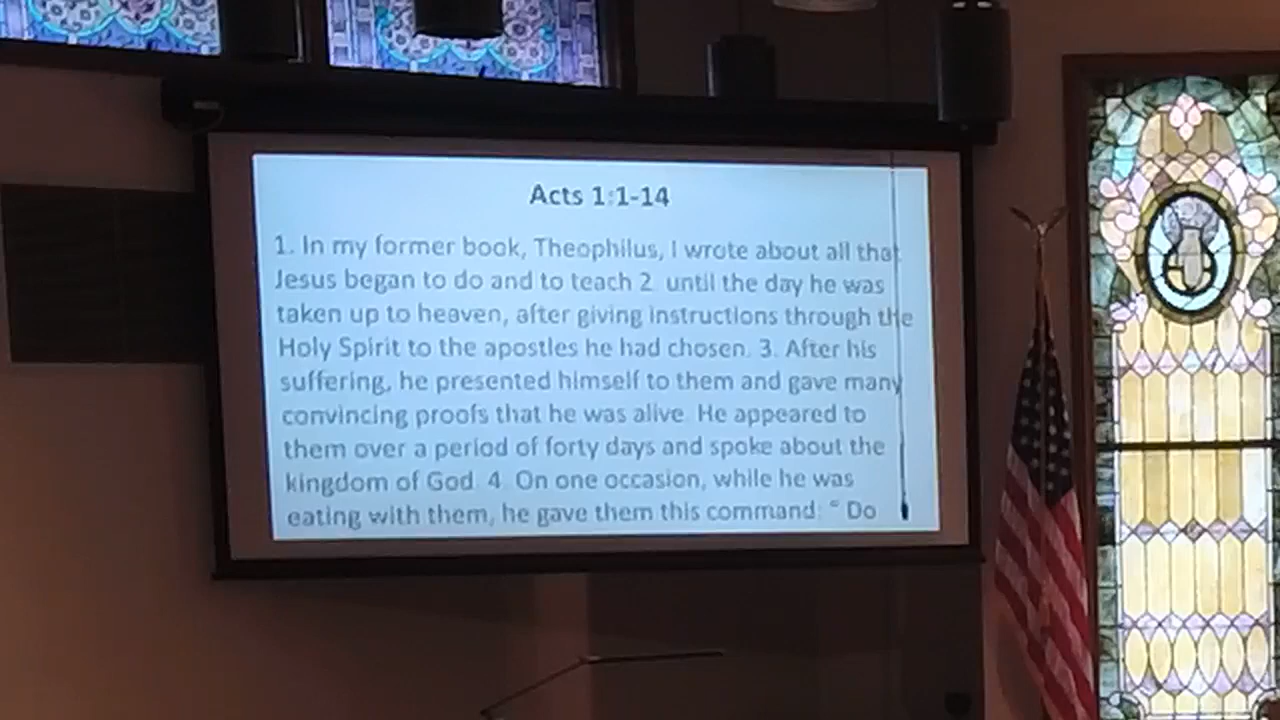 Acts 1:1-14
1. In my former book, Theophilus, I wrote about all that
Jesus began to do and to teach 2 until the day he was
taken up to heaven, after giving instructions through the
Holy Spirit to the apostles he had chosen. 3. After his
suffering, he presented himself to them and gave many
convincing proofs that he was alive. He appeared to
them over a period of forty days and spoke about the
kingdom of God. 4. On one occasion, while he was
eating with them, he gave them this command: “ Do